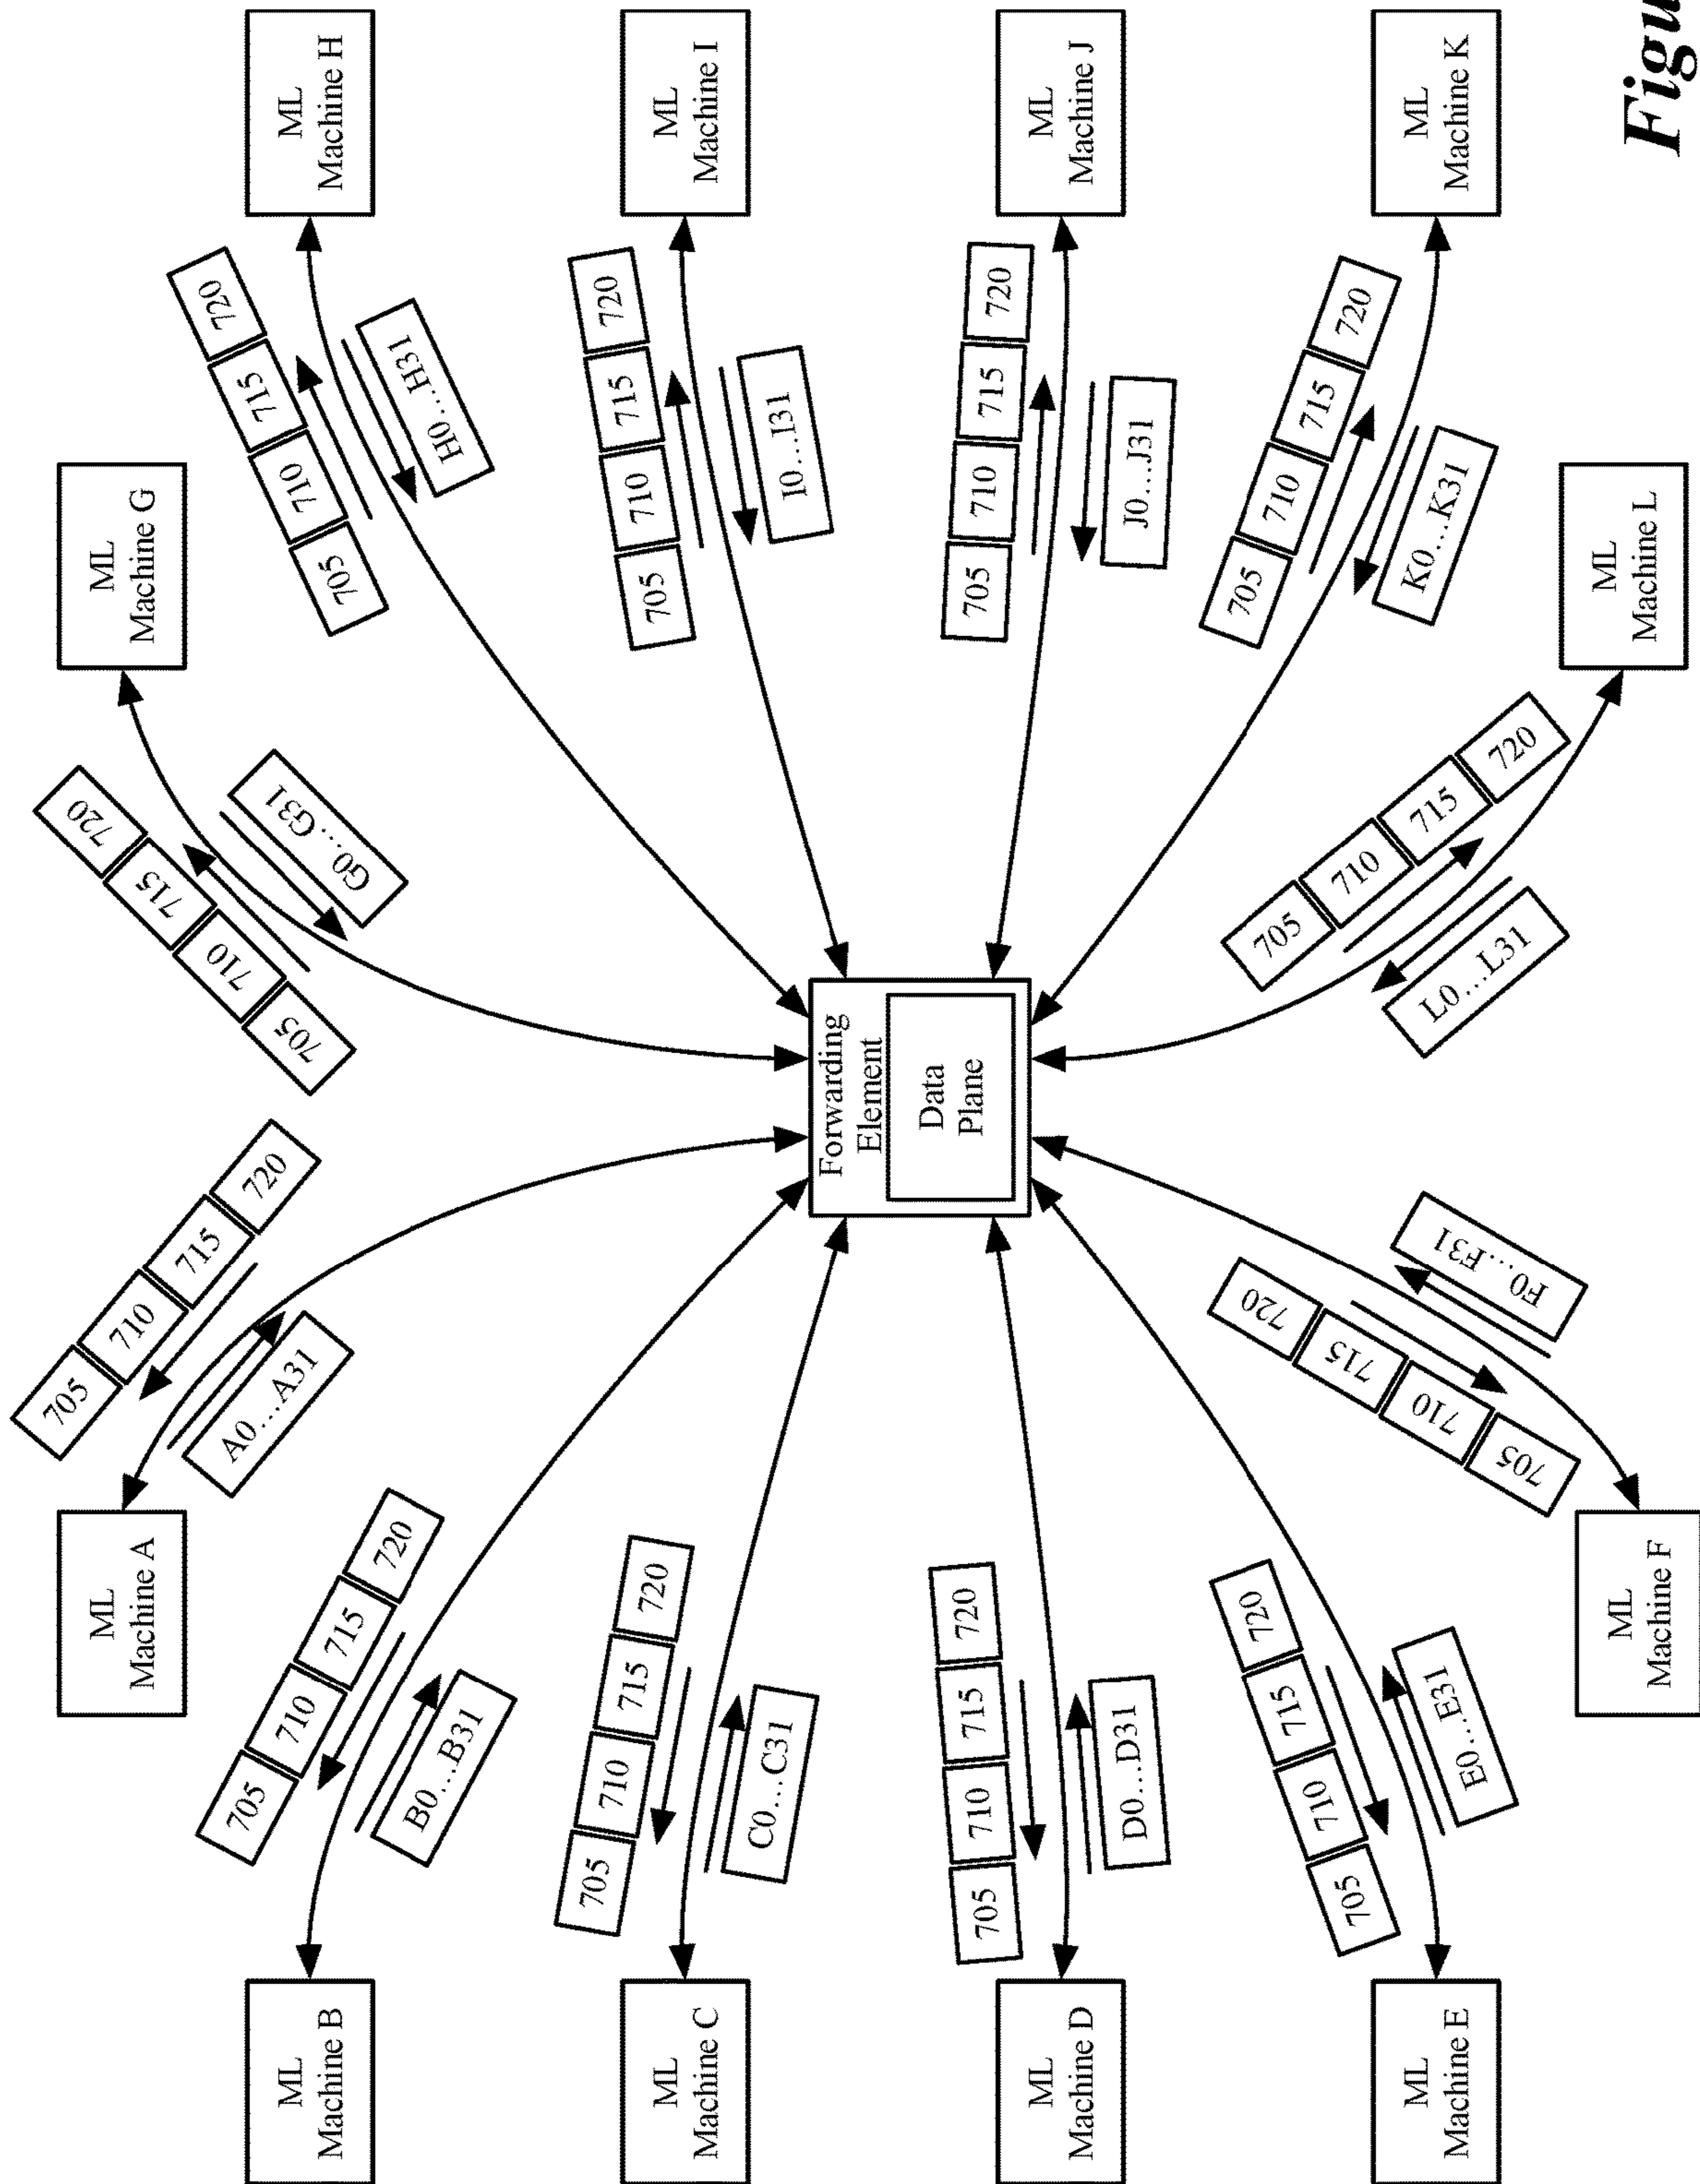 ML
Machine A
705 710 715 720
A0...A31
ML
Machine G
705 710 715 720
G0...G31
ML
Machine B
705 710 715 720
B0...B31
ML
Machine H
705 710 715 720
H0...H31
ML
Machine C
705 710 715 720
C0...C31
ML
Machine I
705 710 715 720
I0...I31
Forwarding
Element
Data
Plane
ML
Machine D
705 710 715 720
D0...D31
ML
Machine J
705 710 715 720
J0...J31
ML
Machine E
705 710 715 720
E0...E31
ML
Machine K
705 710 715 720
K0...K31
ML
Machine F
705 710 715 720
F0...F31
ML
Machine L
705 710 715 720
L0...L31
Figu